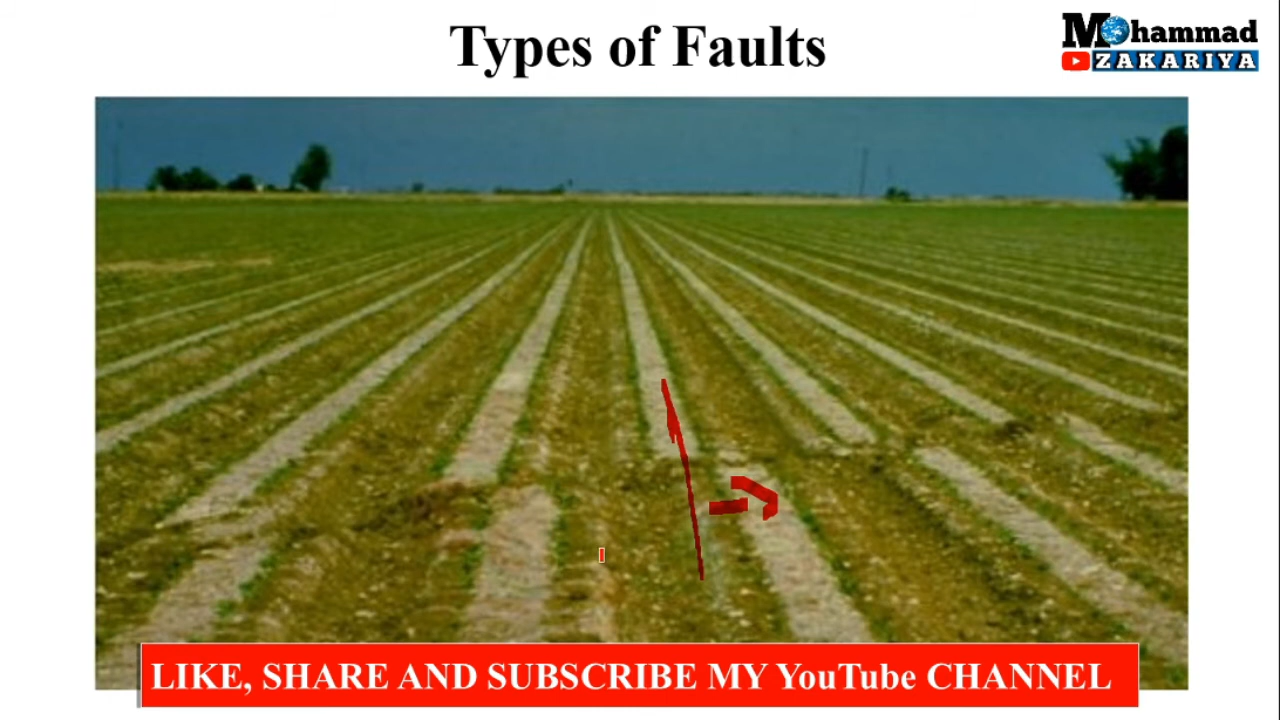 Types of Faults
Mohammad
ZAKARIYA
LIKE, SHARE AND SUBSCRIBE MY YouTube CHANNEL